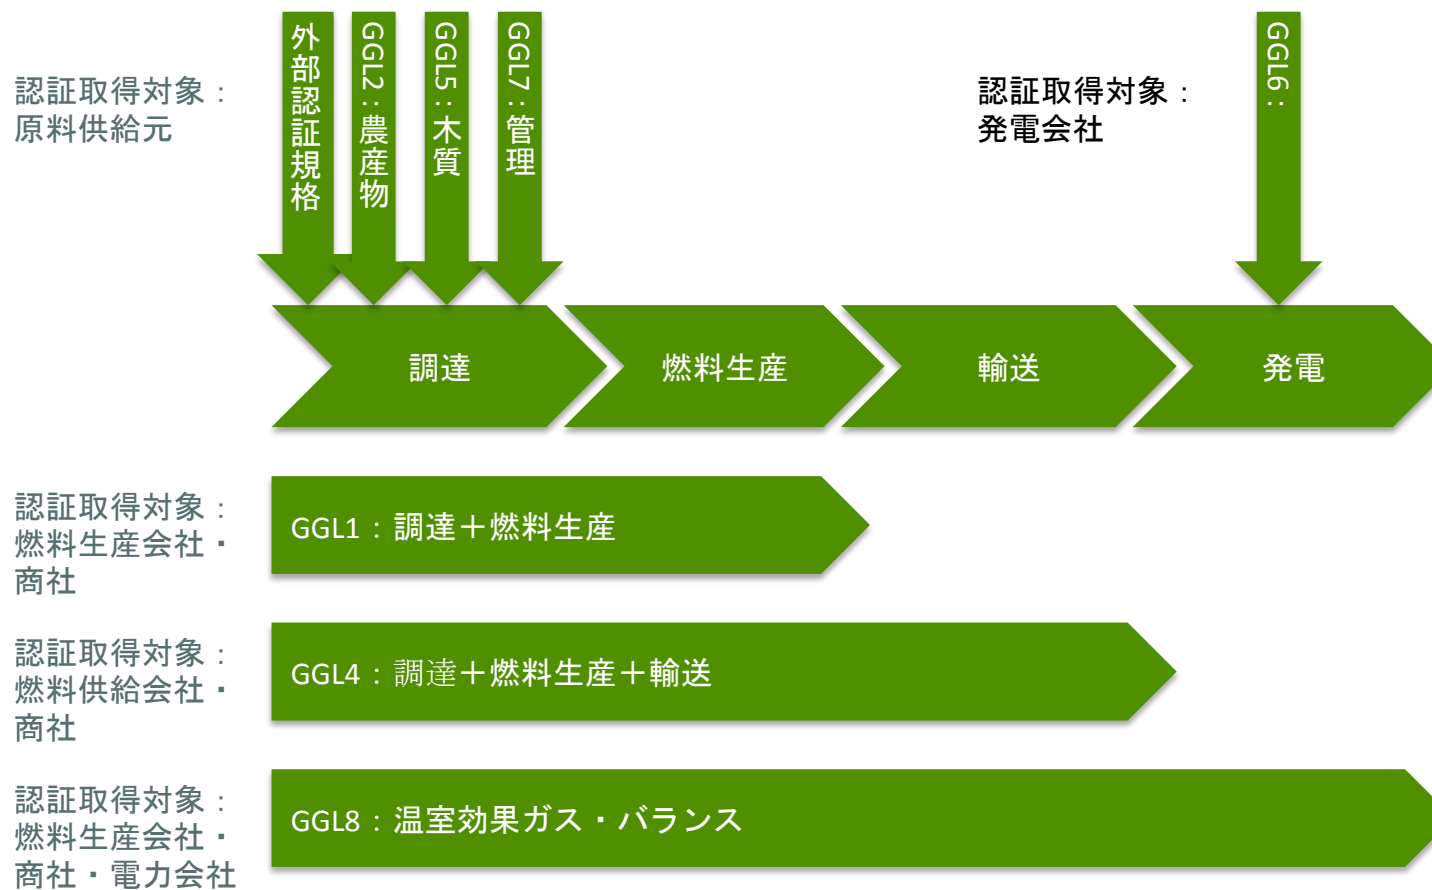 認証取得対象：
原料供給元
外部認証規格
GGL2：農産物
GGL5：木質
GGL7：管理
認証取得対象：
発電会社
GGL6：
調達
燃料生産
輸送
発電
認証取得対象：
燃料生産会社・
商社
GGL1：調達＋燃料生産
認証取得対象：
燃料供給会社・
商社
GGL4：調達＋燃料生産＋輸送
認証取得対象：
燃料生産会社・
商社・電力会社
GGL8：温室効果ガス・バランス